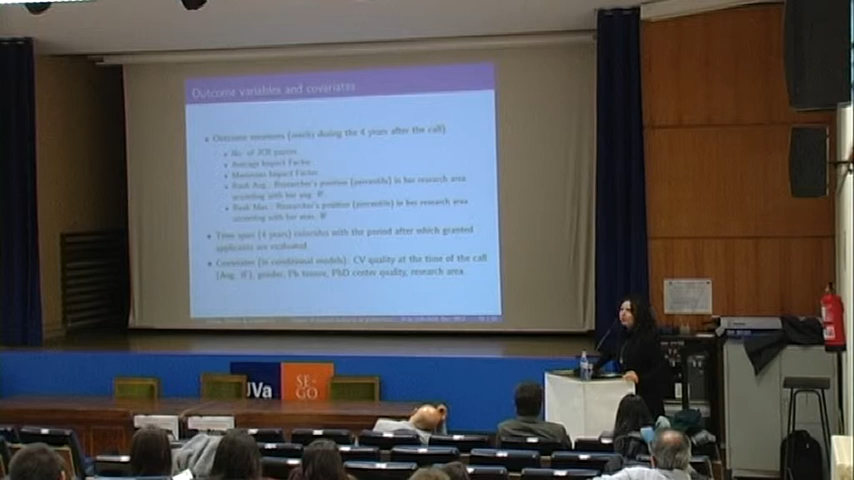 Outcome variables and covariates
Outcome measures (results during the 4 years after the call)
No. of JCR papers
Average Impact Factor
Maximum Impact Factor
Rank Avg.: Researcher's position (percentile) in her research area
according with her avg. IF
Rank Max.: Researcher's position (percentile) in her research area
according with her max. IF
Time span (4 years) coincides with the period after which granted
applicants are evaluated
Covariates (in conditional models): CV quality at the time of the call
(Avg. IF), gender, tenure, PhD center quality, research area
UVa
SE-
GO